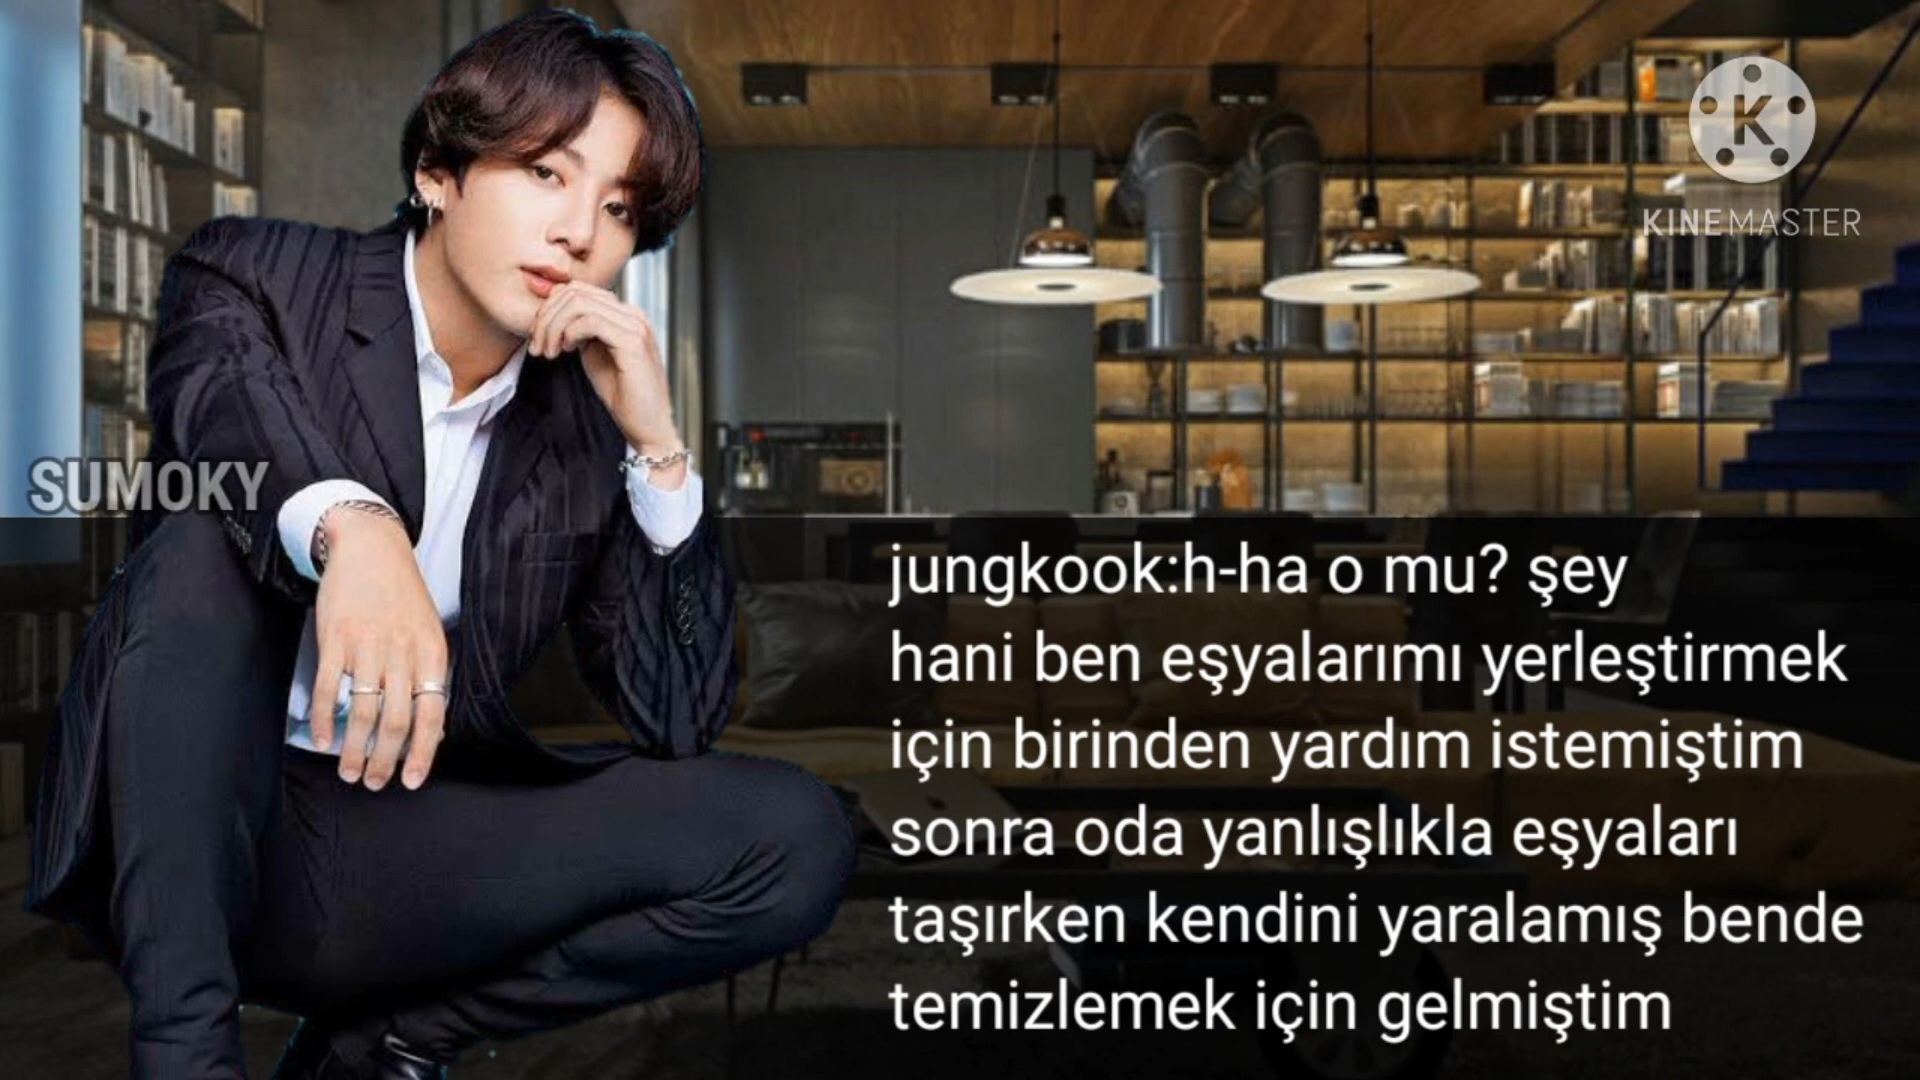 K
KINEMASTER
SUMOKY
jungkook:h-ha o mu? şey
hani ben eşyalarımı yerleştirmek
için birinden yardım istemiştim
sonra oda yanlışlıkla eşyaları
taşırken kendini yaralamış bende
temizlemek için gelmiştim